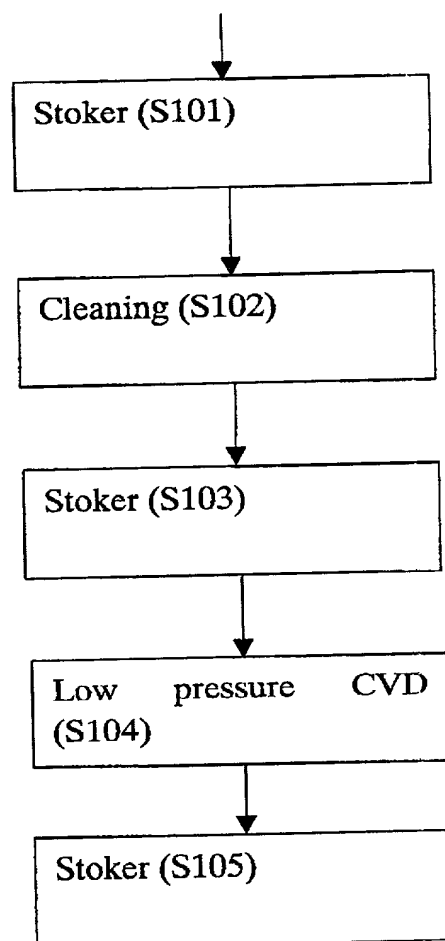 Stoker (S101)
Cleaning (S102)
Stoker (S103)
Low pressure CVD
(S104)
Stoker (S105)